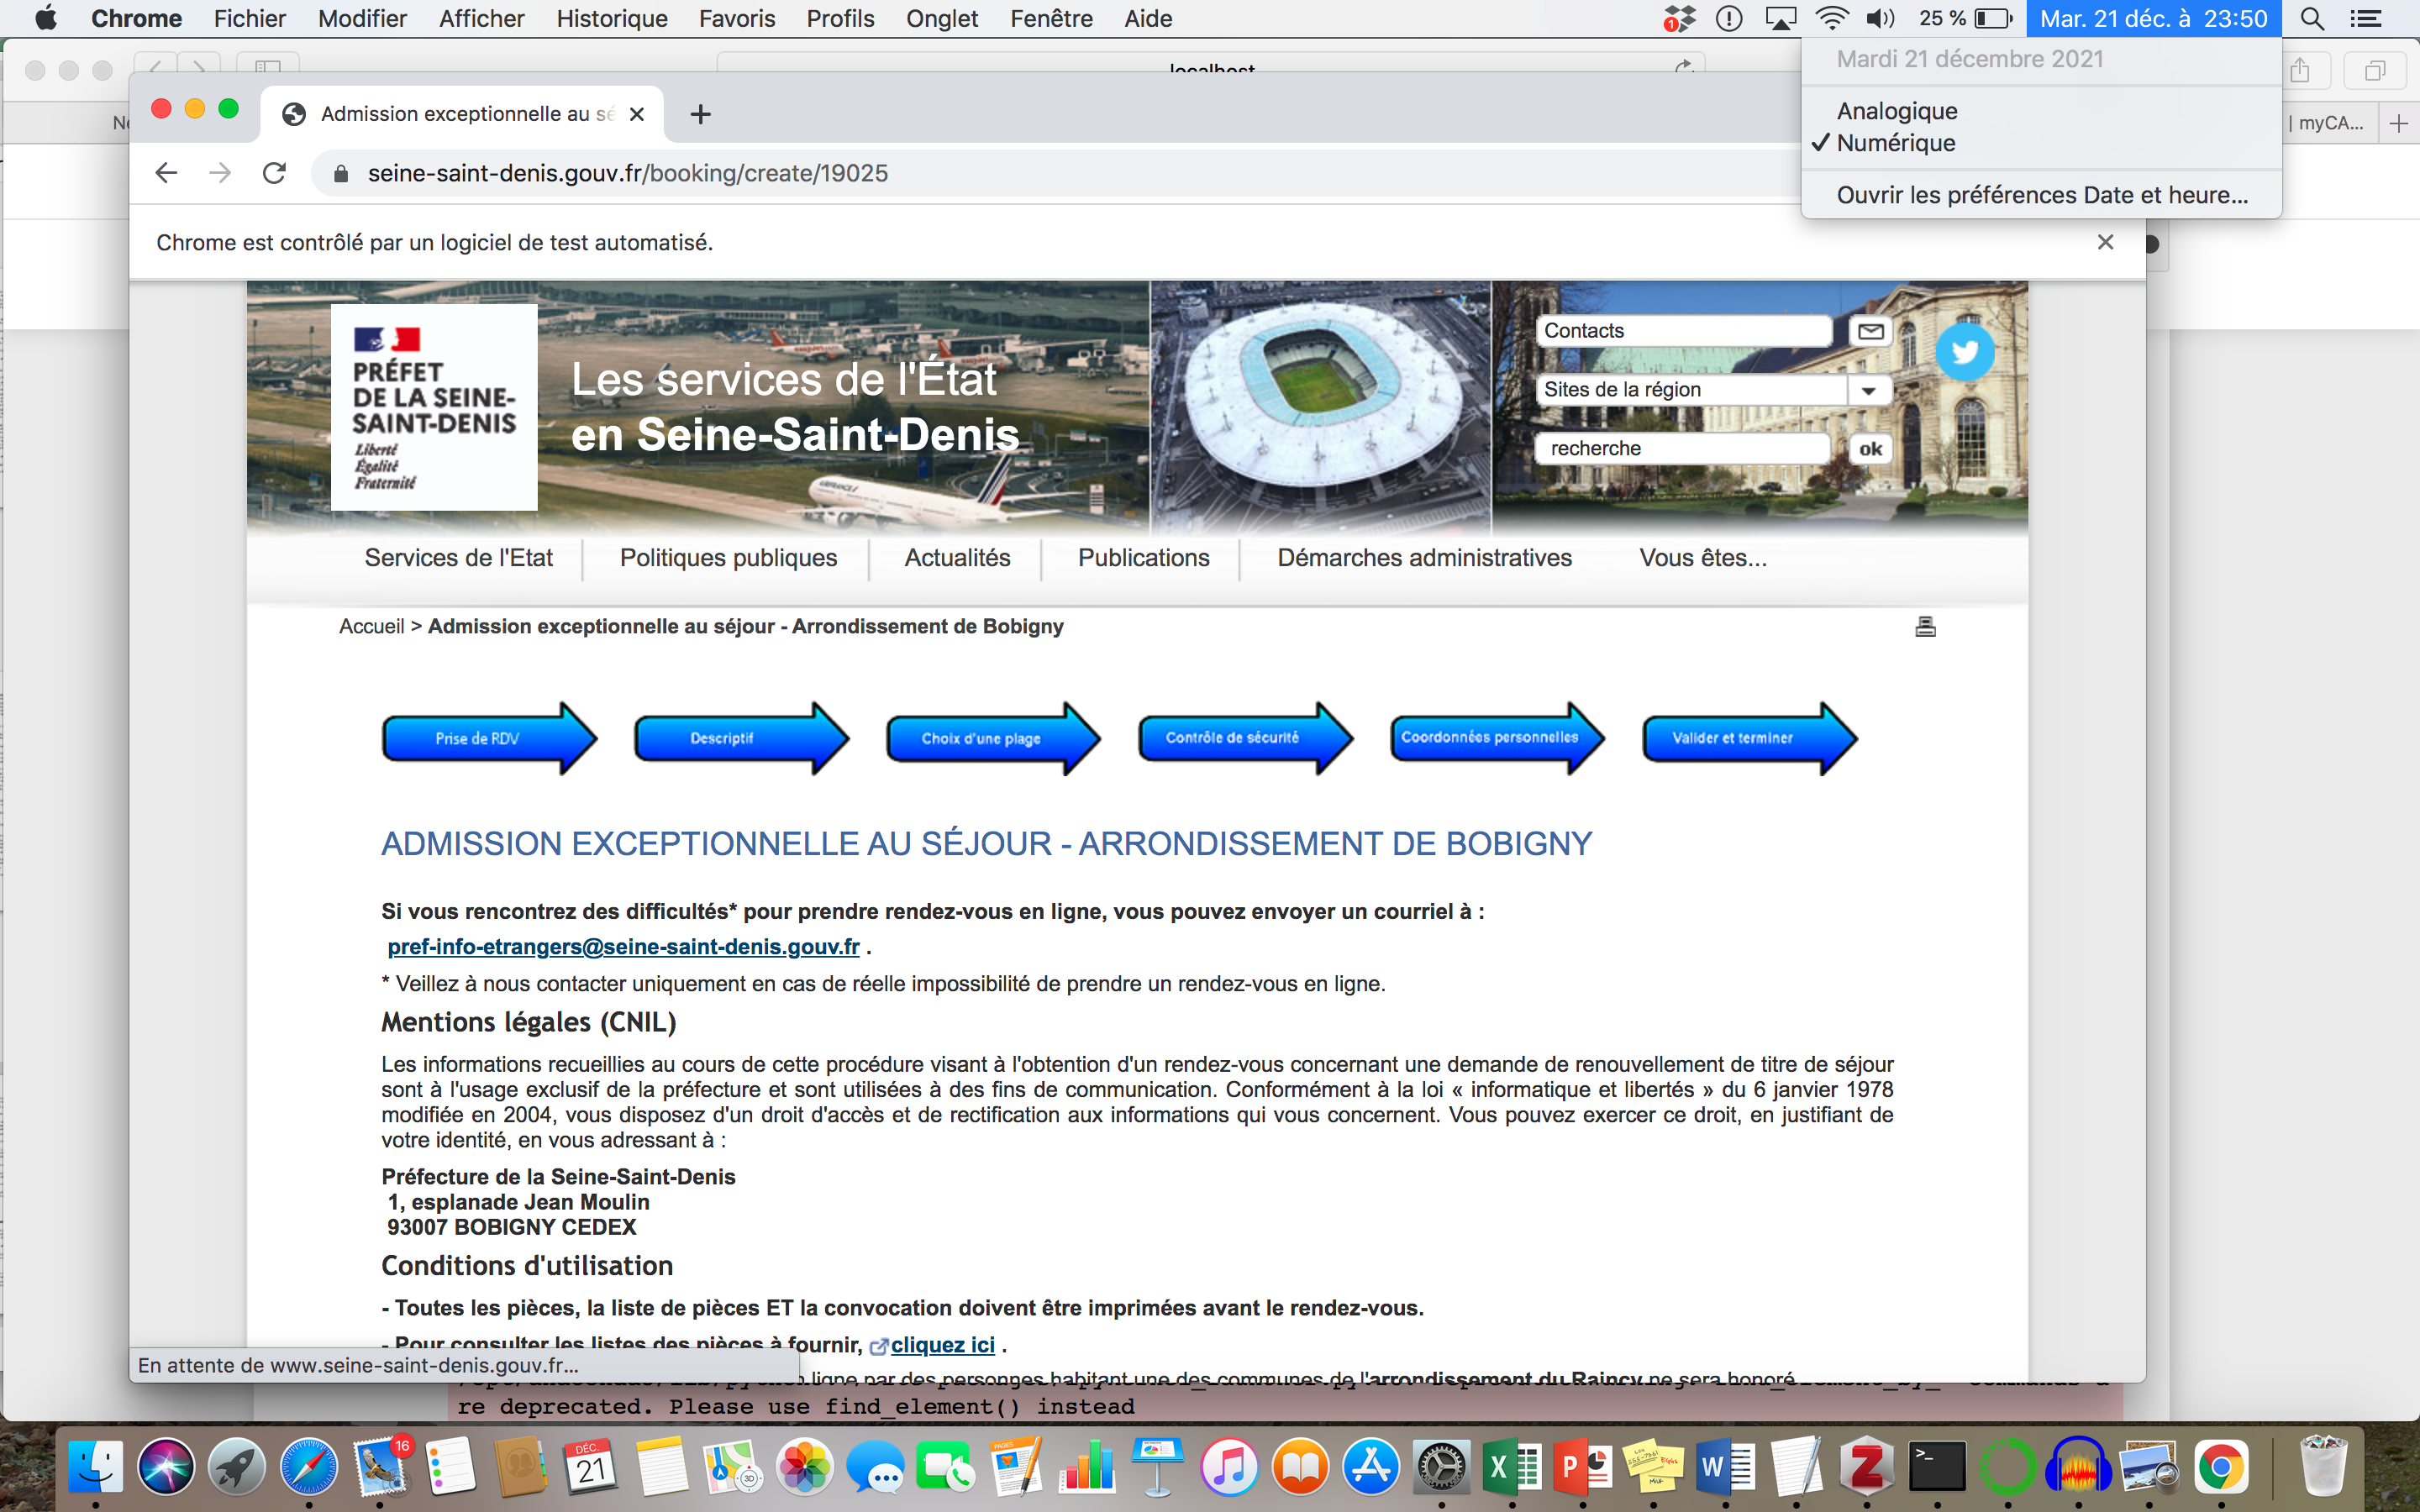 Chrome Fichier Modifier Afficher Historique Favoris Profils Onglet Fenêtre Aide 1 25 % Mar. 21 déc. à 23:50
Mardi 21 décembre 2021
Analogique
✓ Numérique
Ouvrir les préférences Date et heure...
localhost
| myCA...
Admission exceptionnelle au sé
seine-saint-denis.gouv.fr/booking/create/19025
Chrome est contrôlé par un logiciel de test automatisé.
PRÉFET
DE LA SEINE-
SAINT-DENIS
Liberté
Égalité
Fraternité
Les services de l'État
en Seine-Saint-Denis
Contacts
Sites de la région
recherche
ok
Services de l'Etat Politiques publiques Actualités Publications Démarches administratives Vous êtes...
Accueil > Admission exceptionnelle au séjour - Arrondissement de Bobigny
Prise de RDV Descriptif Choix d'une plage Contrôle de sécurité Coordonnées personnelles Valider et terminer
ADMISSION EXCEPTIONNELLE AU SÉJOUR - ARRONDISSEMENT DE BOBIGNY
Si vous rencontrez des difficultés* pour prendre rendez-vous en ligne, vous pouvez envoyer un courriel à :
pref-info-etrangers@seine-saint-denis.gouv.fr .
* Veillez à nous contacter uniquement en cas de réelle impossibilité de prendre un rendez-vous en ligne.
Mentions légales (CNIL)
Les informations recueillies au cours de cette procédure visant à l'obtention d'un rendez-vous concernant une demande de renouvellement de titre de séjour
sont à l'usage exclusif de la préfecture et sont utilisées à des fins de communication. Conformément à la loi « informatique et libertés » du 6 janvier 1978
modifiée en 2004, vous disposez d'un droit d'accès et de rectification aux informations qui vous concernent. Vous pouvez exercer ce droit, en justifiant de
votre identité, en vous adressant à :
Préfecture de la Seine-Saint-Denis
1, esplanade Jean Moulin
93007 BOBIGNY CEDEX
Conditions d'utilisation
- Toutes les pièces, la liste de pièces ET la convocation doivent être imprimées avant le rendez-vous.
- Pour consulter les listes des pièces à fournir, cliquez ici .
ligne par des personnes habitant une des communes de l'arrondissement du Raincy ne sera honoré
En attente de www.seine-saint-denis.gouv.fr...
re deprecated. Please use find_element() instead
16
DÉC.
21
3D
PAGES